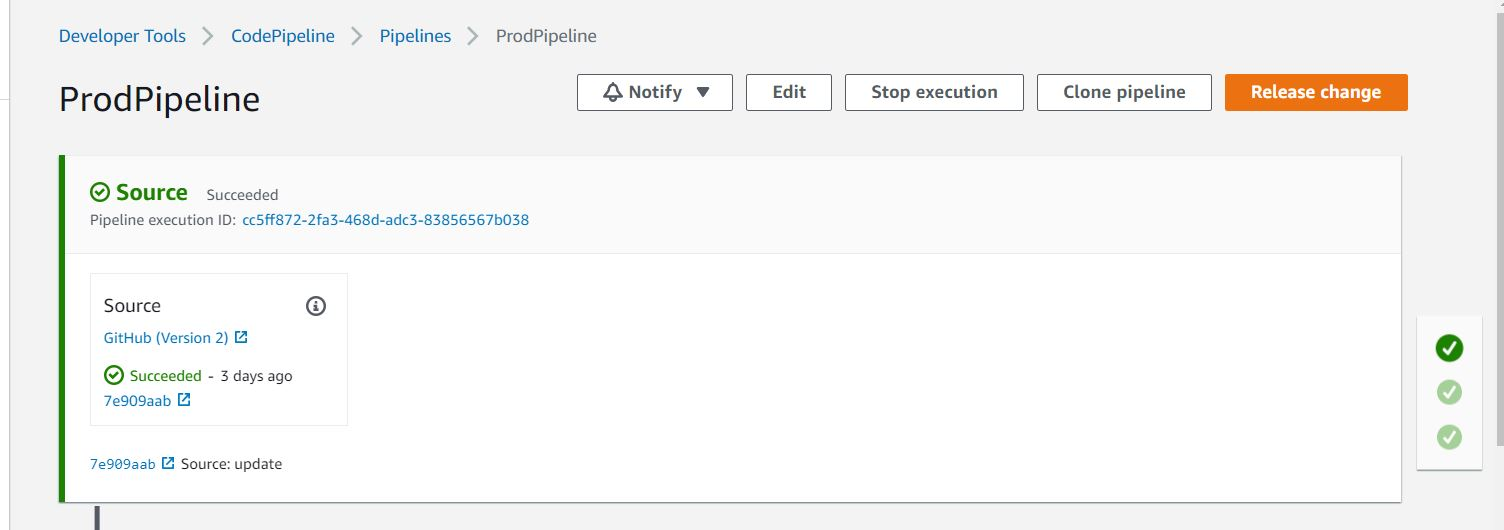 Developer Tools > CodePipeline > Pipelines > ProdPipeline
ProdPipeline
Notify ▼ Edit Stop execution Clone pipeline Release change
Source Succeeded
Pipeline execution ID: cc5ff872-2fa3-468d-adc3-83856567b038
Source
GitHub (Version 2)
Succeeded - 3 days ago
7e909aab
7e909aab Source: update